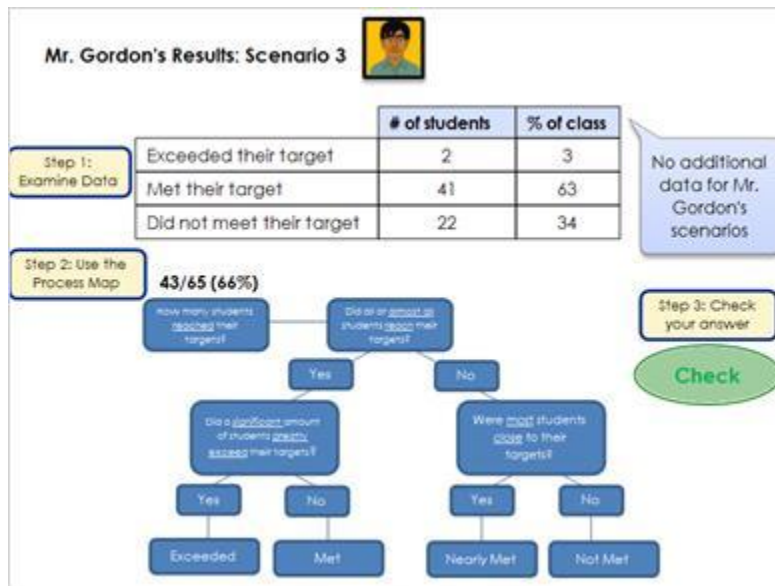 Mr. Gordon's Results: Scenario 3
# of students % of class
Step 1:
Examine Data
Exceeded their target 2 3
Met their target 41 63
Did not meet their target 22 34
No additional
data for Mr.
Gordon's
scenarios
Step 2: Use the
Process Map
43/65 (66%)
How many students
reached their
targets?
Did all or almost all
students reach their
targets?
Step 3: Check
your answer
Check
Yes No
Did a significant amount
of students greatly
exceed their targets?
Were most students
close to their
targets?
Yes No Yes No
Exceeded Met Nearly Met Not Met